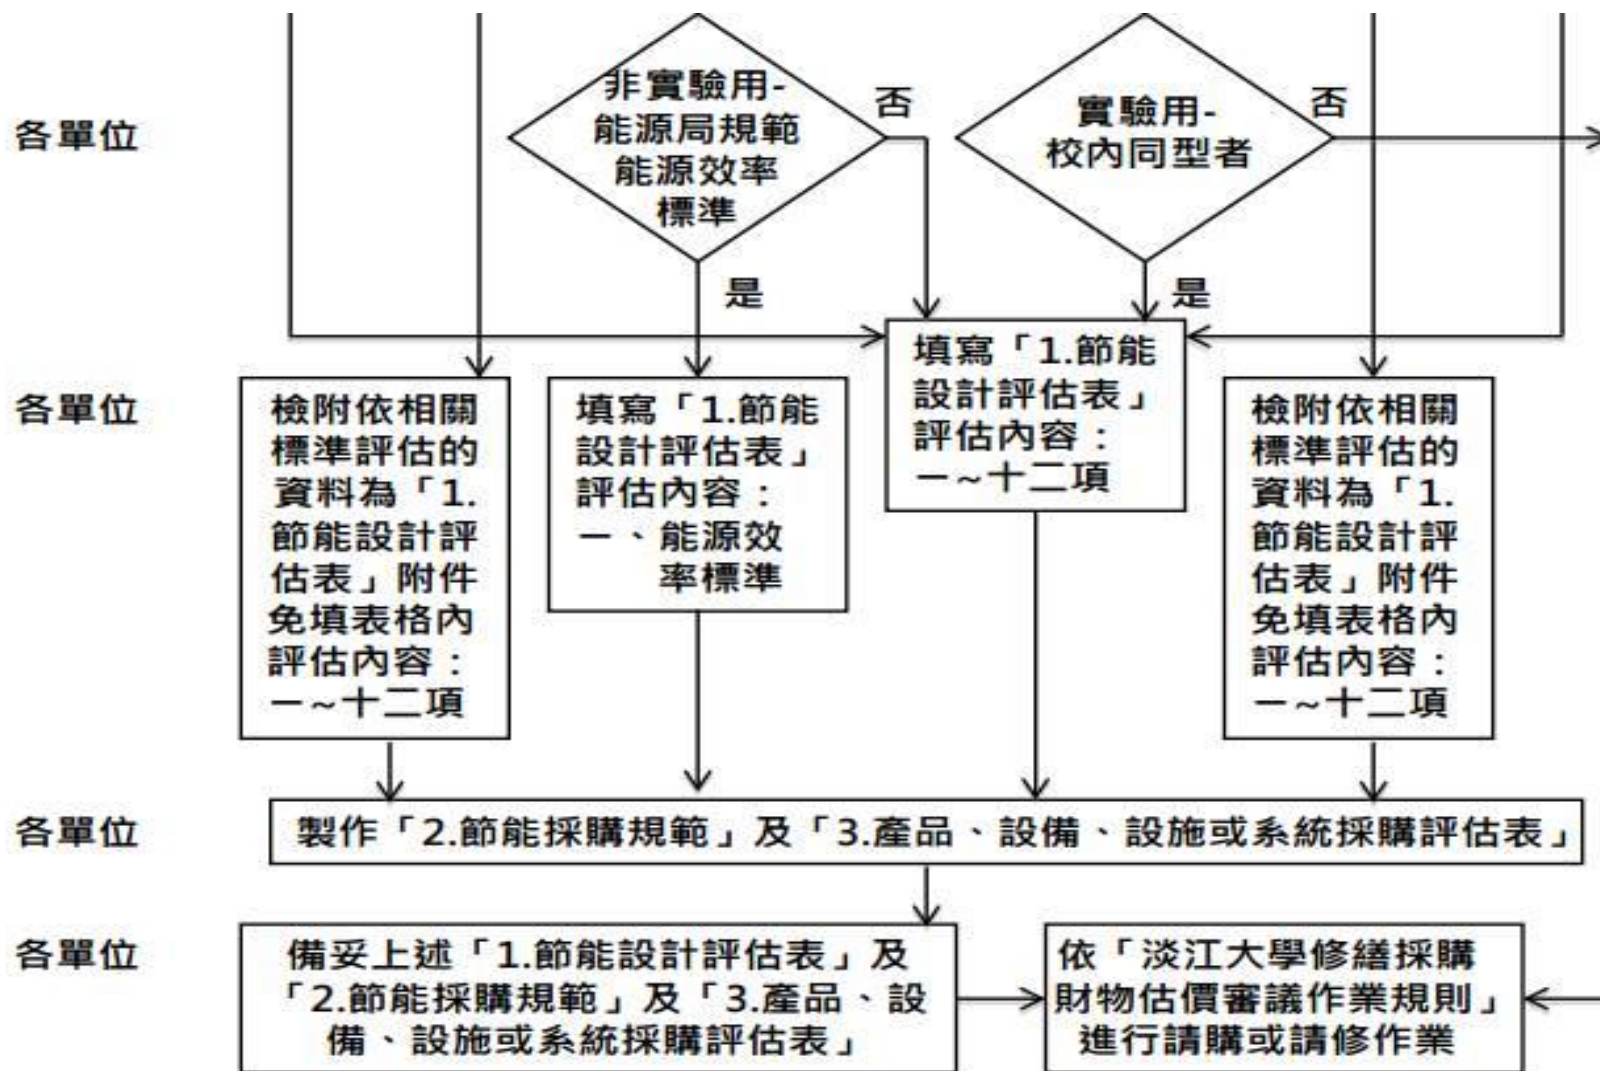 各單位
非實驗用-
能源局規範
能源效率
標準
否
是
實驗用-
校內同型者
否
是
各單位
檢附依相關
標準評估的
資料為「1.
節能設計評
估表」附件
免填表格內
評估內容：
一~十二項
填寫「1.節能
設計評估表」
評估內容：
一、能源效
率標準
填寫「1.節能
設計評估表」
評估內容：
一~十二項
檢附依相關
標準評估的
資料為「1.
節能設計評
估表」附件
免填表格內
評估內容：
一~十二項
各單位
製作「2.節能採購規範」及「3.產品、設備、設施或系統採購評估表」
各單位
備妥上述「1.節能設計評估表」及
「2.節能採購規範」及「3.產品、設
備、設施或系統採購評估表」
依「淡江大學修繕採購
財物估價審議作業規則」
進行請購或請修作業